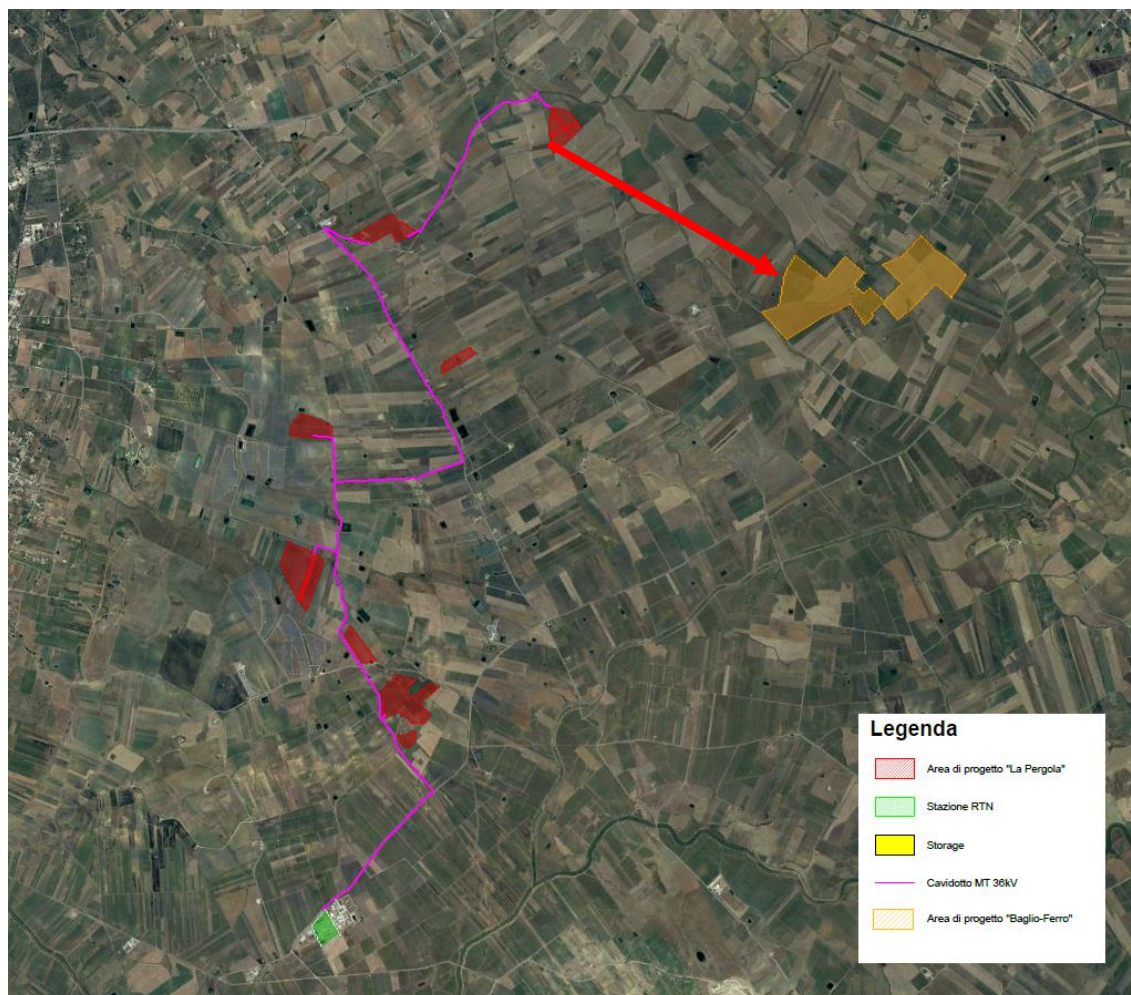 Legenda
Area di progetto "La Pergola"
Stazione RTN
Storage
Cavidotto MT 36kV
Area di progetto "Baglio-Ferro"